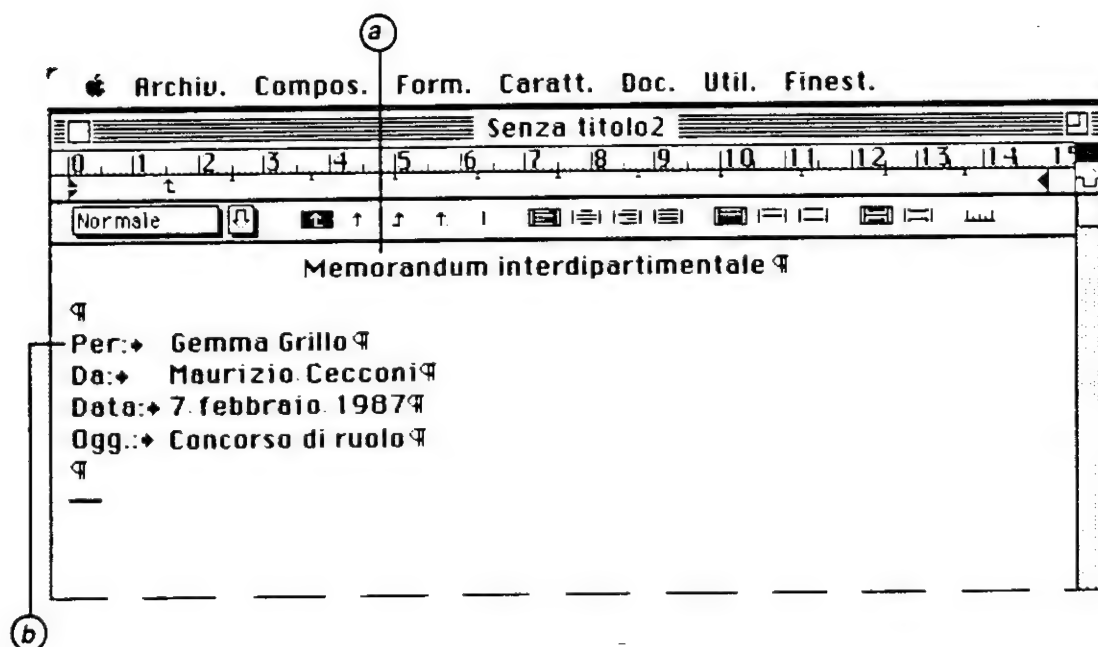 a
Archiv. Compos. Form. Caratt. Doc. Util. Finest.
Senza titolo2
0 1 2 3 4 5 6 7 8 9 10 11 12 13 14 15
Normale
Memorandum interdipartimentale ¶
¶
Per: Gemma Grillo ¶
Da: Maurizio Cecconi ¶
Data: 7 febbraio 1987 ¶
Ogg.: Concorso di ruolo ¶
¶
b